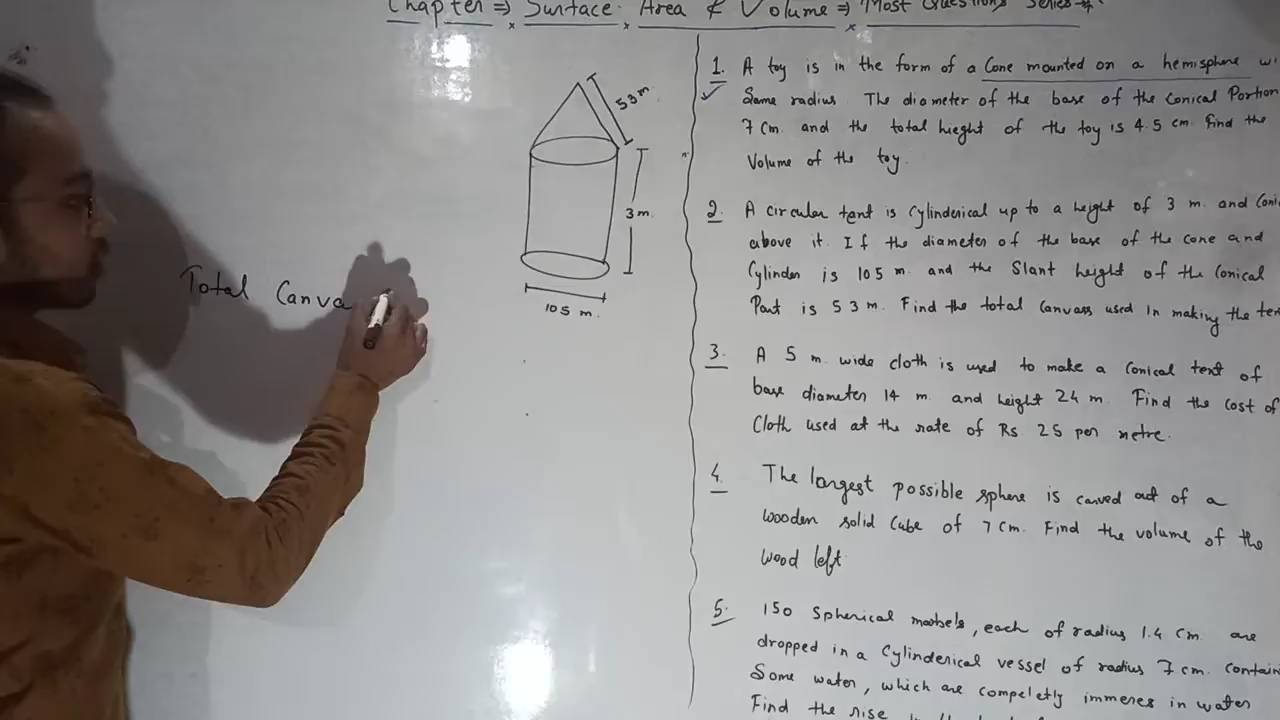 Chapter ⇒ Surface Area & Volume ⇒ Most Questions Series
53 m
3 m.
105 m.
Total Canva
1. A toy is in the form of a Cone mounted on a hemisphere
Same radius. The diameter of the base of the Conical Portion
7 Cm. and the total hieght of the toy is 4.5 cm. Find the
Volume of the toy.
2. A circular tent is Cylinderical up to a height of 3 m. and
above it. If the diameter of the base of the cone and
Cylinder is 105 m. and the Slant height of the Conical
Part is 53 m. Find the total Canvass used In making the
3. A 5 m. wide cloth is used to make a Conical tent of
base diameter 14 m. and height 24 m. Find the cost of
Cloth used at the rate of Rs 25 per metre.
4. The largest possible sphere is carved out of a
wooden solid Cube of 7 Cm. Find the volume of the
wood left.
5. 150 Spherical marbels, each of radius 1.4 Cm. are
dropped in a Cylinderical vessel of radius 7 cm.
Some water, which are compeletly immeres in water
Find the rise